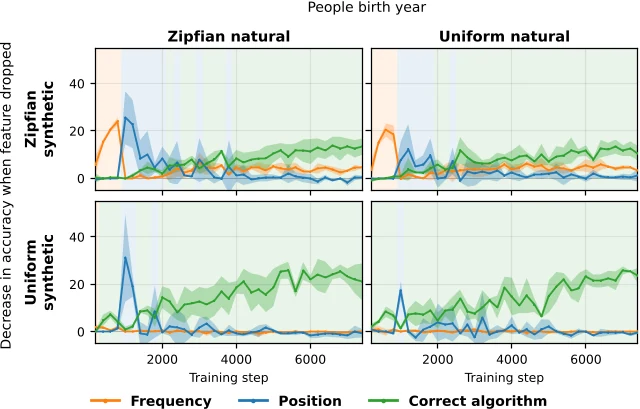 People birth year
Zipfian natural
Uniform natural
Decrease in accuracy when feature dropped
Zipfian
synthetic
40
20
0
Uniform
synthetic
40
20
0
2000
4000
6000
2000
4000
6000
Training step
Training step
Frequency
Position
Correct algorithm